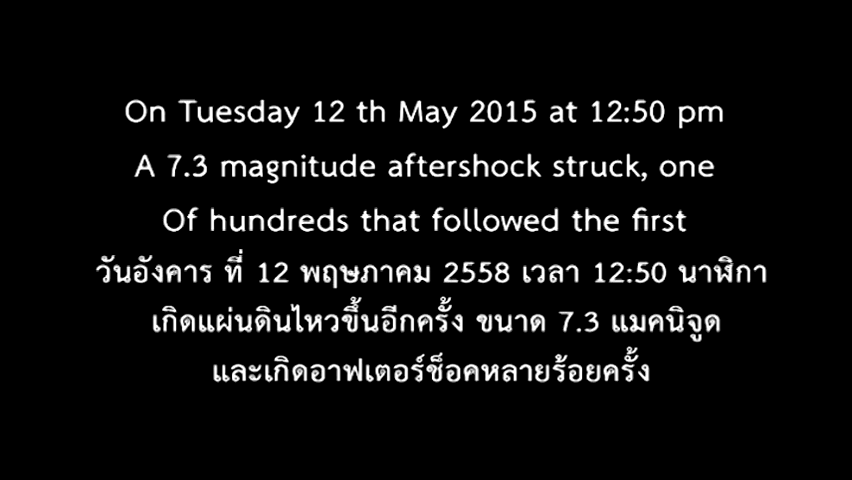 On Tuesday 12 th May 2015 at 12:50 pm
A 7.3 magnitude aftershock struck, one
Of hundreds that followed the first
วันอังคาร ที่ 12 พฤษภาคม 2558 เวลา 12:50 นาฬิกา
เกิดแผ่นดินไหวขึ้นอีกครั้ง ขนาด 7.3 แมคนิจูด
และเกิดอาฟเตอร์ช็อคหลายร้อยครั้ง